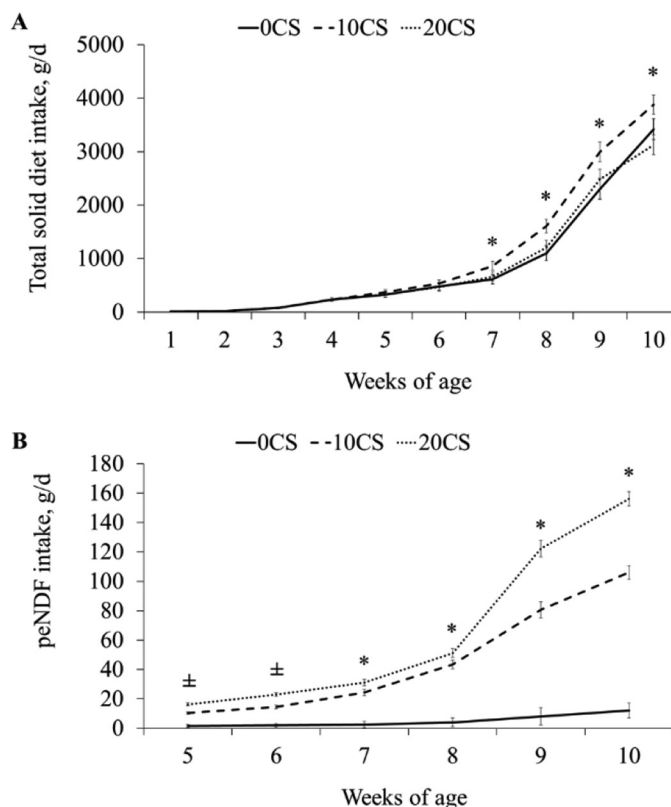 A
0CS 10CS 20CS
Total solid diet intake, g/d
5000
4000
3000
2000
1000
0
* * * *
1 2 3 4 5 6 7 8 9 10
Weeks of age
B
0CS 10CS 20CS
peNDF intake, g/d
180
160
140
120
100
80
60
40
20
0
± ± * * * *
5 6 7 8 9 10
Weeks of age